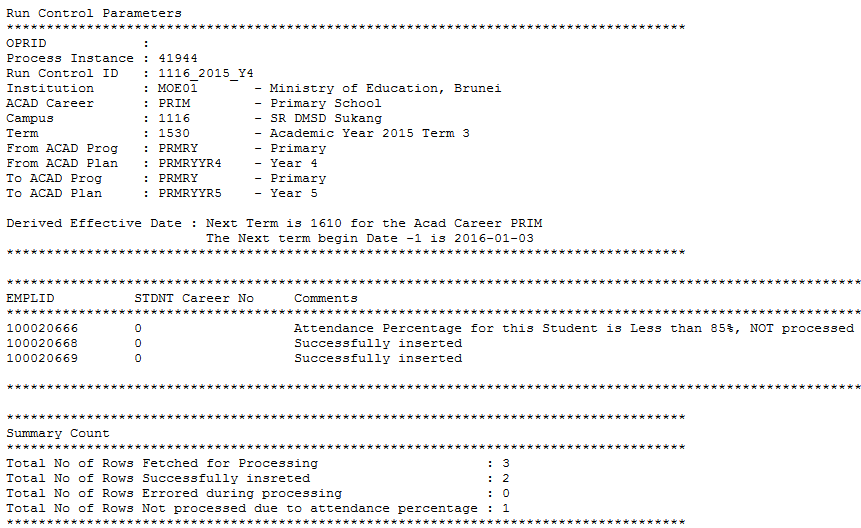 Run Control Parameters
*************************************************************************************
OPRID            :
Process Instance : 41944
Run Control ID   : 1116_2015_Y4
Institution      : MOE01       - Ministry of Education, Brunei
ACAD Career      : PRIM        - Primary School
Campus           : 1116        - SR DMSD Sukang
Term             : 1530        - Academic Year 2015 Term 3
From ACAD Prog   : PRMRY       - Primary
From ACAD Plan   : PRMRYYR4    - Year 4
To ACAD Prog     : PRMRY       - Primary
To ACAD Plan     : PRMRYYR5    - Year 5
Derived Effective Date : Next Term is 1610 for the Acad Career PRIM
The Next term begin Date -1 is 2016-01-03
*************************************************************************************
***********************************************************************************************************
EMPLID          STDNT Career No     Comments
***********************************************************************************************************
100020666       0                   Attendance Percentage for this Student is Less than 85%, NOT processed
100020668       0                   Successfully inserted
100020669       0                   Successfully inserted
***********************************************************************************************************
*************************************************************************************
Summary Count
*************************************************************************************
Total No of Rows Fetched for Processing                     : 3
Total No of Rows Successfully insreted                      : 2
Total No of Rows Errored during processing                  : 0
Total No of Rows Not processed due to attendance percentage : 1
*************************************************************************************